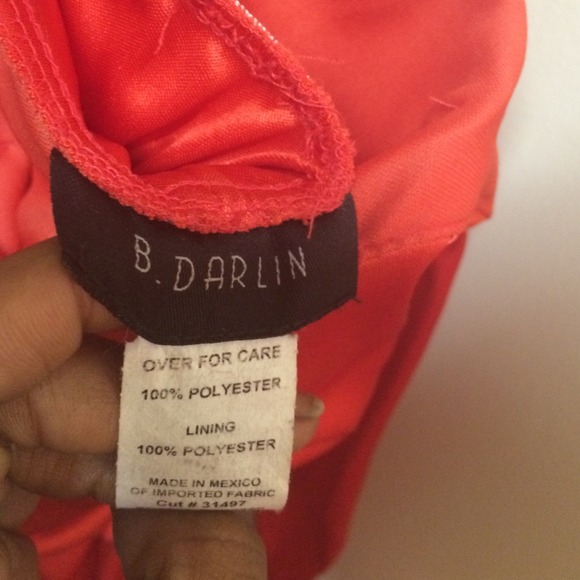 B. DARLIN
OVER FOR CARE
100% POLYESTER
LINING
100% POLYESTER
MADE IN MEXICO
OF IMPORTED FABRIC
Cut # 31497